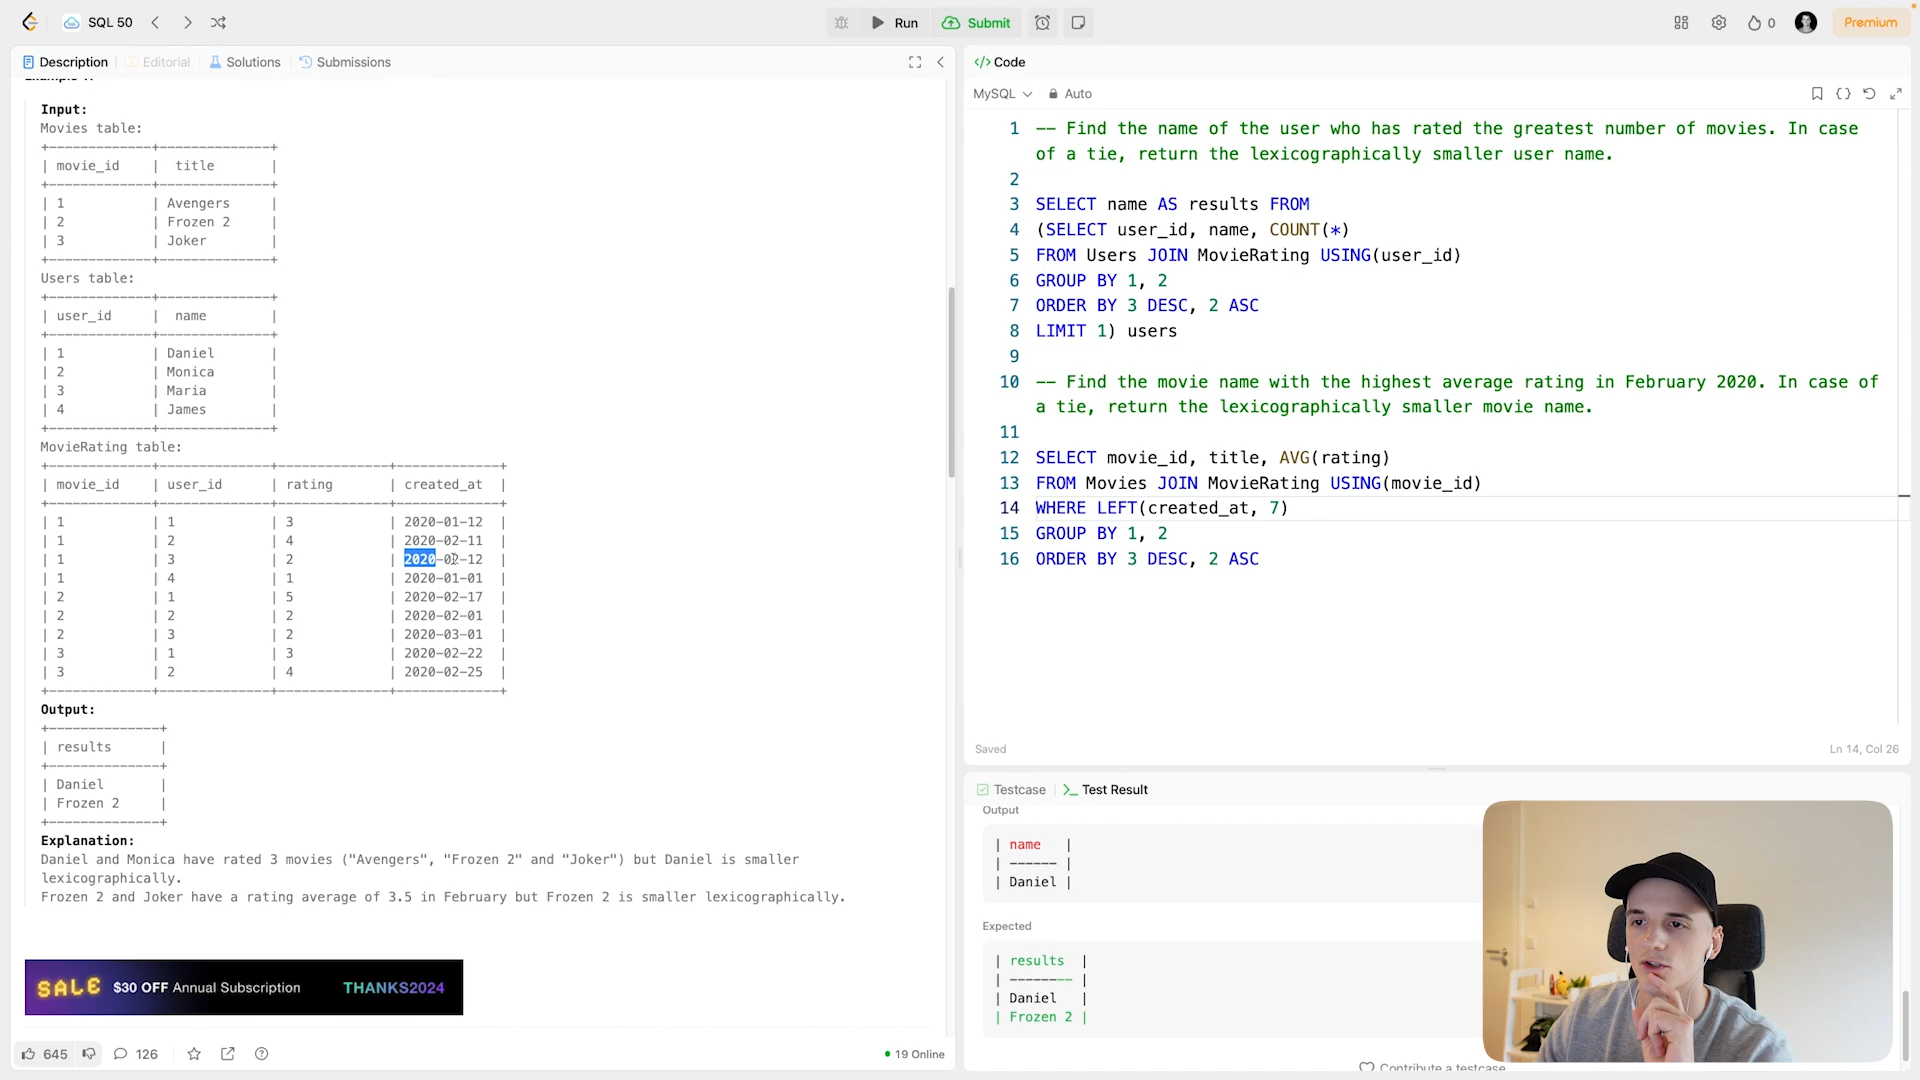 SQL 50
Run
Submit
0
Premium
Description
Editorial
Solutions
Submissions
Input:
Movies table:
+-------------+--------------+
| movie_id    |  title       |
+-------------+--------------+
| 1           | Avengers     |
| 2           | Frozen 2     |
| 3           | Joker        |
+-------------+--------------+
Users table:
+-------------+--------------+
| user_id     |  name        |
+-------------+--------------+
| 1           | Daniel       |
| 2           | Monica       |
| 3           | Maria        |
| 4           | James        |
+-------------+--------------+
MovieRating table:
+-------------+-------------+--------------+-------------+
| movie_id    | user_id     | rating       | created_at  |
+-------------+-------------+--------------+-------------+
| 1           | 1           | 3            | 2020-01-12  |
| 1           | 2           | 4            | 2020-02-11  |
| 1           | 3           | 2            | 2020-02-12  |
| 1           | 4           | 1            | 2020-01-01  |
| 2           | 1           | 5            | 2020-02-17  |
| 2           | 2           | 2            | 2020-02-01  |
| 2           | 3           | 2            | 2020-03-01  |
| 3           | 1           | 3            | 2020-02-22  |
| 3           | 2           | 4            | 2020-02-25  |
+-------------+-------------+--------------+-------------+
Output:
+--------------+
| results      |
+--------------+
| Daniel       |
| Frozen 2     |
+--------------+
Explanation:
Daniel and Monica have rated 3 movies ("Avengers", "Frozen 2" and "Joker") but Daniel is smaller
lexicographically.
Frozen 2 and Joker have a rating average of 3.5 in February but Frozen 2 is smaller lexicographically.
SALE $30 OFF Annual Subscription THANKS2024
645
126
19 Online
</> Code
MySQL
Auto
1 -- Find the name of the user who has rated the greatest number of movies. In case
of a tie, return the lexicographically smaller user name.
2
3 SELECT name AS results FROM
4 (SELECT user_id, name, COUNT(*)
5 FROM Users JOIN MovieRating USING(user_id)
6 GROUP BY 1, 2
7 ORDER BY 3 DESC, 2 ASC
8 LIMIT 1) users
9
10 -- Find the movie name with the highest average rating in February 2020. In case of
a tie, return the lexicographically smaller movie name.
11
12 SELECT movie_id, title, AVG(rating)
13 FROM Movies JOIN MovieRating USING(movie_id)
14 WHERE LEFT(created_at, 7)
15 GROUP BY 1, 2
16 ORDER BY 3 DESC, 2 ASC
Saved
Ln 14, Col 26
Testcase
>_ Test Result
Output
| name   |
| ------ |
| Daniel |
Expected
| results  |
| -------- |
| Daniel   |
| Frozen 2 |
Contribute a testcase